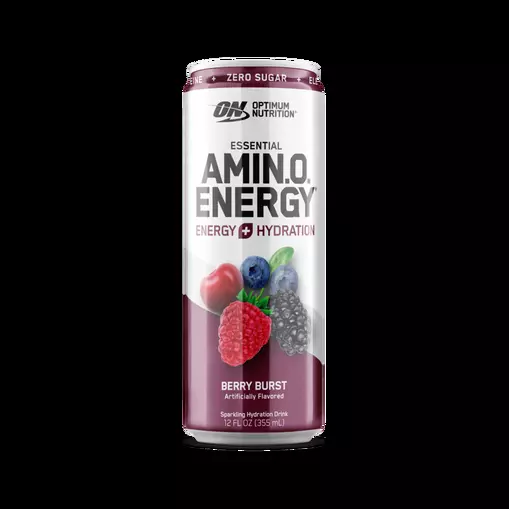 + ZERO SUGAR +
ON OPTIMUM
NUTRITION
ESSENTIAL
AMIN.O.
ENERGY
ENERGY + HYDRATION
BERRY BURST
Artificially Flavored
Sparkling Hydration Drink
12 FL OZ (355 mL)